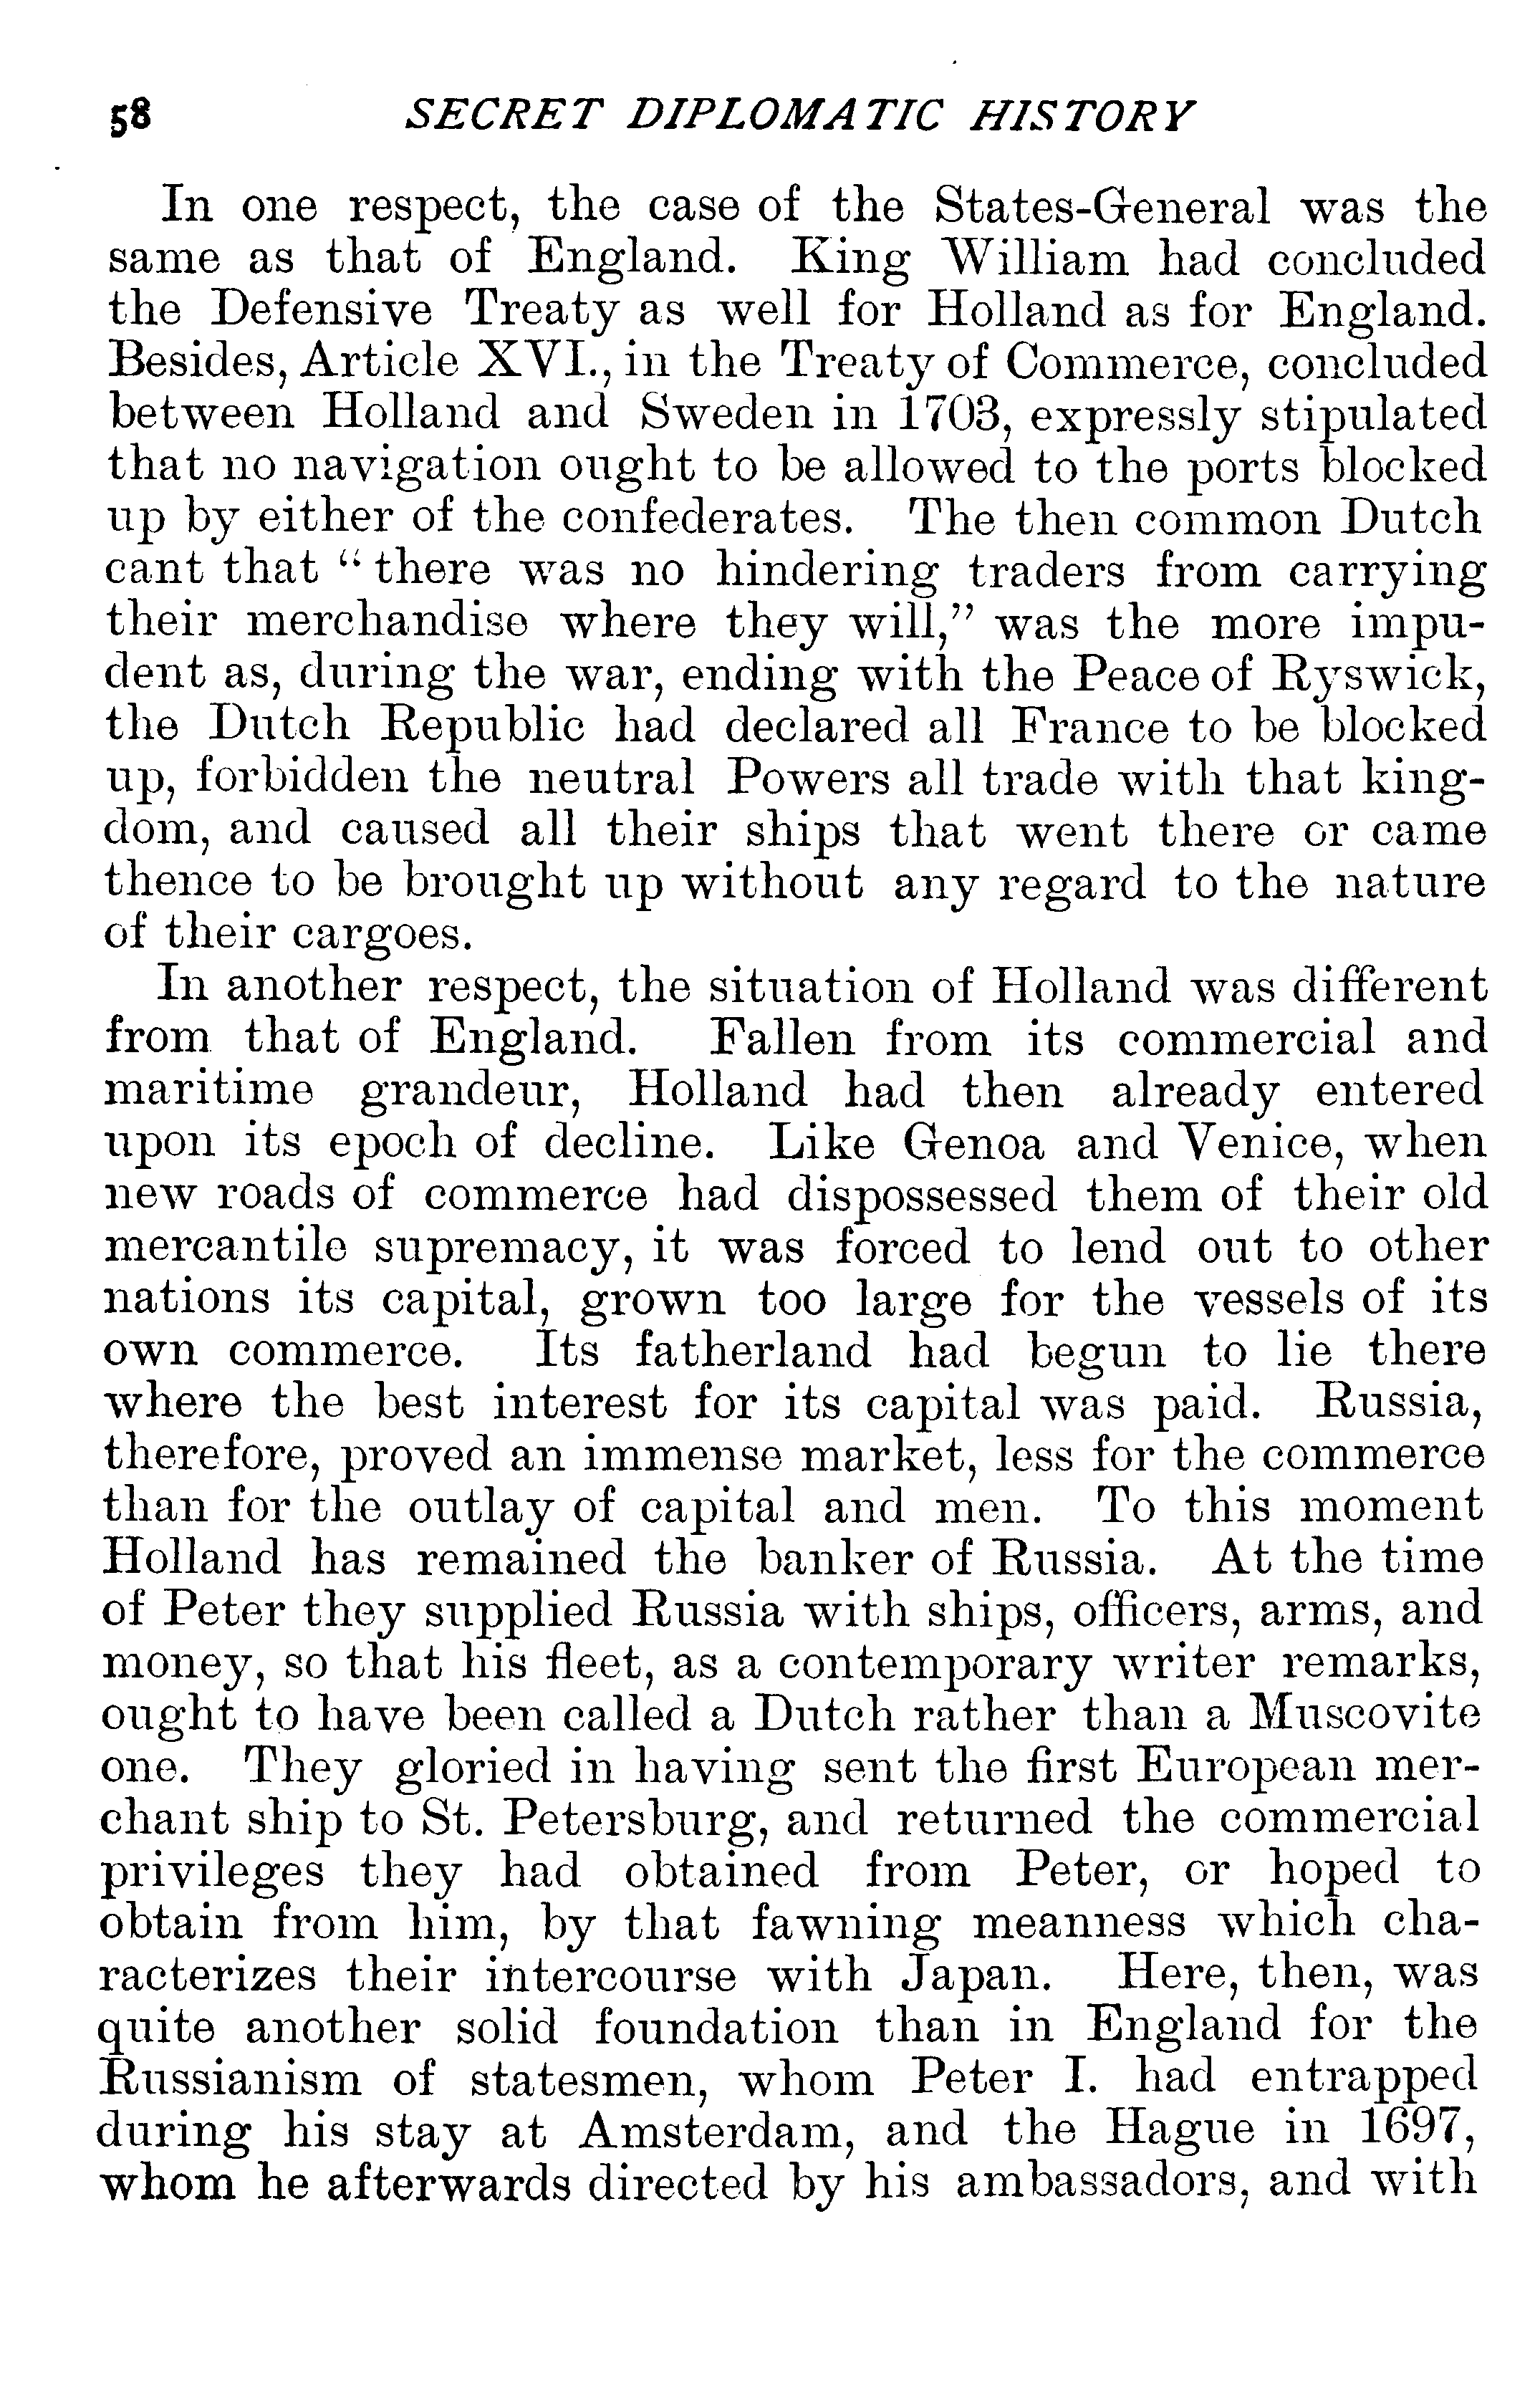 58 SECRET DIPLOMATIC HISTORY
In one respect, the case of the States-General was the
same as that of England. King William had concluded
the Defensive Treaty as well for Holland as for England.
Besides, Article XVI., in the Treaty of Commerce, concluded
between Holland and Sweden in 1703, expressly stipulated
that no navigation ought to be allowed to the ports blocked
up by either of the confederates. The then common Dutch
cant that “there was no hindering traders from carrying
their merchandise where they will,” was the more impu-
dent as, during the war, ending with the Peace of Ryswick,
the Dutch Republic had declared all France to be blocked
up, forbidden the neutral Powers all trade with that king-
dom, and caused all their ships that went there or came
thence to be brought up without any regard to the nature
of their cargoes.
In another respect, the situation of Holland was different
from that of England. Fallen from its commercial and
maritime grandeur, Holland had then already entered
upon its epoch of decline. Like Genoa and Venice, when
new roads of commerce had dispossessed them of their old
mercantile supremacy, it was forced to lend out to other
nations its capital, grown too large for the vessels of its
own commerce. Its fatherland had begun to lie there
where the best interest for its capital was paid. Russia,
therefore, proved an immense market, less for the commerce
than for the outlay of capital and men. To this moment
Holland has remained the banker of Russia. At the time
of Peter they supplied Russia with ships, officers, arms, and
money, so that his fleet, as a contemporary writer remarks,
ought to have been called a Dutch rather than a Muscovite
one. They gloried in having sent the first European mer-
chant ship to St. Petersburg, and returned the commercial
privileges they had obtained from Peter, or hoped to
obtain from him, by that fawning meanness which cha-
racterizes their intercourse with Japan. Here, then, was
quite another solid foundation than in England for the
Russianism of statesmen, whom Peter I. had entrapped
during his stay at Amsterdam, and the Hague in 1697,
whom he afterwards directed by his ambassadors, and with